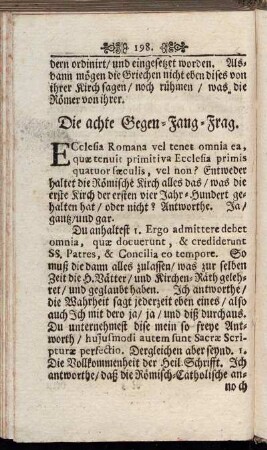 198.
dern ordinirt/ und eingesetzt worden. Als-
dann mögen die Griechen nicht eben dises von
ihrer Kirch sagen/ noch rühmen / was die
Römer von ihrer.
Die achte Gegen-Fang-Frag.
ECclesia Romana vel tenet omnia ea,
quæ tenuit primitiva Ecclesia primis
quatuor sæculis, vel non? Entweder
haltet die Römische Kirch alles das / was die
erste Kirch der ersten vier Jahr-Hundert ge-
halten hat / oder nicht? Antworthe. Ja/
gantz/und gar.
Du anhaltest 1. Ergo admittere debet
omnia, quæ docuerunt, & crediderunt
SS. Patres, & Concilia eo tempore. So
muß die dann alles zulassen/ was zur selben
Zeit die H. Vätter/ und Kirchen-Räth geleh-
ret/ und geglaubt haben. Ich antworthe/
die Wahrheit sagt jederzeit eben eines / also
auch Ich mit dero ja/ ja / und diß durchaus.
Du unternehmest dise mein so freye Ant-
worth / hujusmodi autem sunt Sacræ Scri-
pturæ perfectio. Dergleichen aber seynd. 1.
Die Vollkommenheit der Heil. Schrifft. Ich
antworthe/ daß die Römisch-Catholische an-
noch